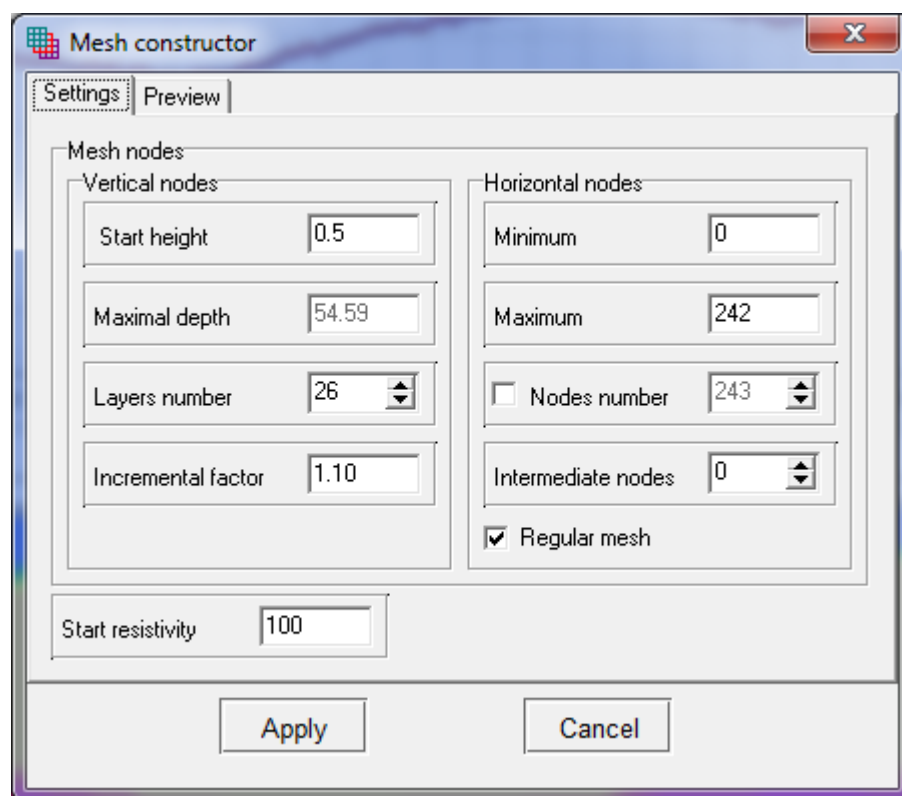 Mesh constructor
Settings Preview
Mesh nodes
Vertical nodes
Start height 0.5
Maximal depth 54.59
Layers number 26
Incremental factor 1.10
Horizontal nodes
Minimum 0
Maximum 242
Nodes number 243
Intermediate nodes 0
Regular mesh
Start resistivity 100
Apply Cancel